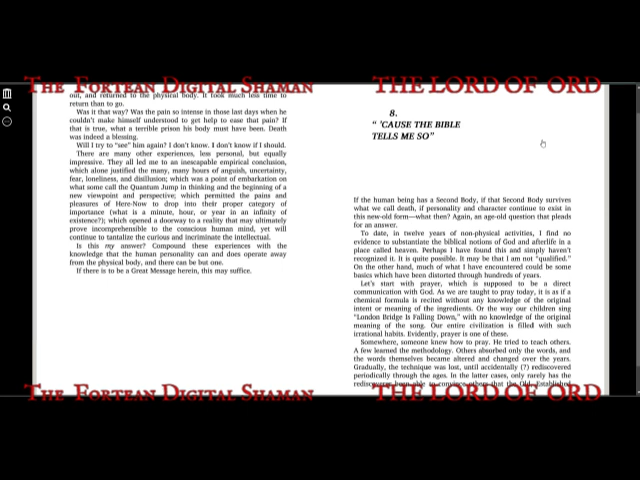 THE FORTEAN DIGITAL SHAMAN
THE LORD OF ORD
out, and returned to the physical body. It took much less time to
return than to go.
Was it that way? Was the pain so intense in those last days when he
couldn't make himself understood to get help to ease that pain? If
that is true, what a terrible prison his body must have been. Death
was indeed a blessing.
Will I try to "see" him again? I don't know. I don't know if I should.
There are many other experiences, less personal, but equally
impressive. They all led me to an inescapable empirical conclusion,
which alone justified the many, many hours of anguish, uncertainty,
fear, loneliness, and disillusion; which was a point of embarkation on
what some call the Quantum Jump in thinking and the beginning of a
new viewpoint and perspective; which permitted the pains and
pleasures of Here-Now to drop into their proper category of
importance (what is a minute, hour, or year in an infinity of
existence?); which opened a doorway to a reality that may ultimately
prove incomprehensible to the conscious human mind, yet will
continue to tantalize the curious and incriminate the intellectual.
Is this my answer? Compound these experiences with the
knowledge that the human personality can and does operate away
from the physical body, and there can be but one.
If there is to be a Great Message herein, this may suffice.
8.
" 'CAUSE THE BIBLE
TELLS ME SO"
If the human being has a Second Body, if that Second Body survives
what we call death, if personality and character continue to exist in
this new-old form—what then? Again, an age-old question that pleads
for an answer.
To date, in twelve years of non-physical activities, I find no
evidence to substantiate the biblical notions of God and afterlife in a
place called heaven. Perhaps I have found this and simply haven't
recognized it. It is quite possible. It may be that I am not "qualified."
On the other hand, much of what I have encountered could be some
basics which have been distorted through hundreds of years.
Let's start with prayer, which is supposed to be a direct
communication with God. As we are taught to pray today, it is as if a
chemical formula is recited without any knowledge of the original
intent or meaning of the ingredients. Or the way our children sing
"London Bridge Is Falling Down," with no knowledge of the original
meaning of the song. Our entire civilization is filled with such
irrational habits. Evidently, prayer is one of these.
Somewhere, someone knew how to pray. He tried to teach others.
A few learned the methodology. Others absorbed only the words, and
the words themselves became altered and changed over the years.
Gradually, the technique was lost, until accidentally (?) rediscovered
periodically through the ages. In the latter cases, only rarely has the
rediscoverer been able to convince others that the Old, Established
THE FORTEAN DIGITAL SHAMAN
THE LORD OF ORD